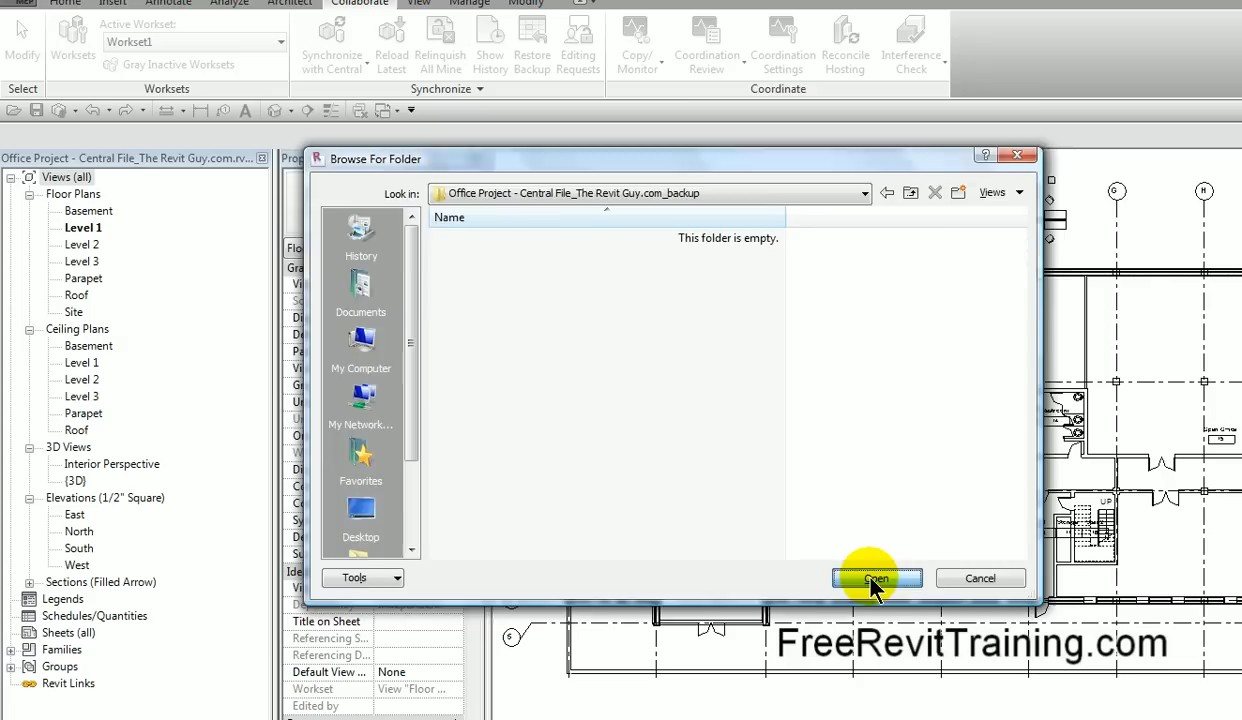 MEP Home Insert Annotate Analyze Architect Collaborate View Manage Modify
Active Workset:
Workset1
Gray Inactive Worksets
Modify
Worksets
Synchronize
with Central
Reload
Latest
Relinquish
All Mine
Show
History
Restore
Backup
Editing
Requests
Copy/
Monitor
Coordination
Review
Coordination
Settings
Reconcile
Hosting
Interference
Check
Select
Worksets
Synchronize
Coordinate
Office Project - Central File_The Revit Guy.com.rv...
Views (all)
Floor Plans
Basement
Level 1
Level 2
Level 3
Parapet
Roof
Site
Ceiling Plans
Basement
Level 1
Level 2
Level 3
Parapet
Roof
3D Views
Interior Perspective
{3D}
Elevations (1/2" Square)
East
North
South
West
Sections (Filled Arrow)
Legends
Schedules/Quantities
Sheets (all)
Families
Groups
Revit Links
Browse For Folder
Look in:
Office Project - Central File_The Revit Guy.com_backup
Views
Name
This folder is empty.
History
Documents
My Computer
My Network...
Favorites
Desktop
Tools
Open
Cancel
Title on Sheet
Referencing S...
Referencing D...
Default View ... None
Workset View "Floor ...
Edited by
G
H
UP
FreeRevitTraining.com